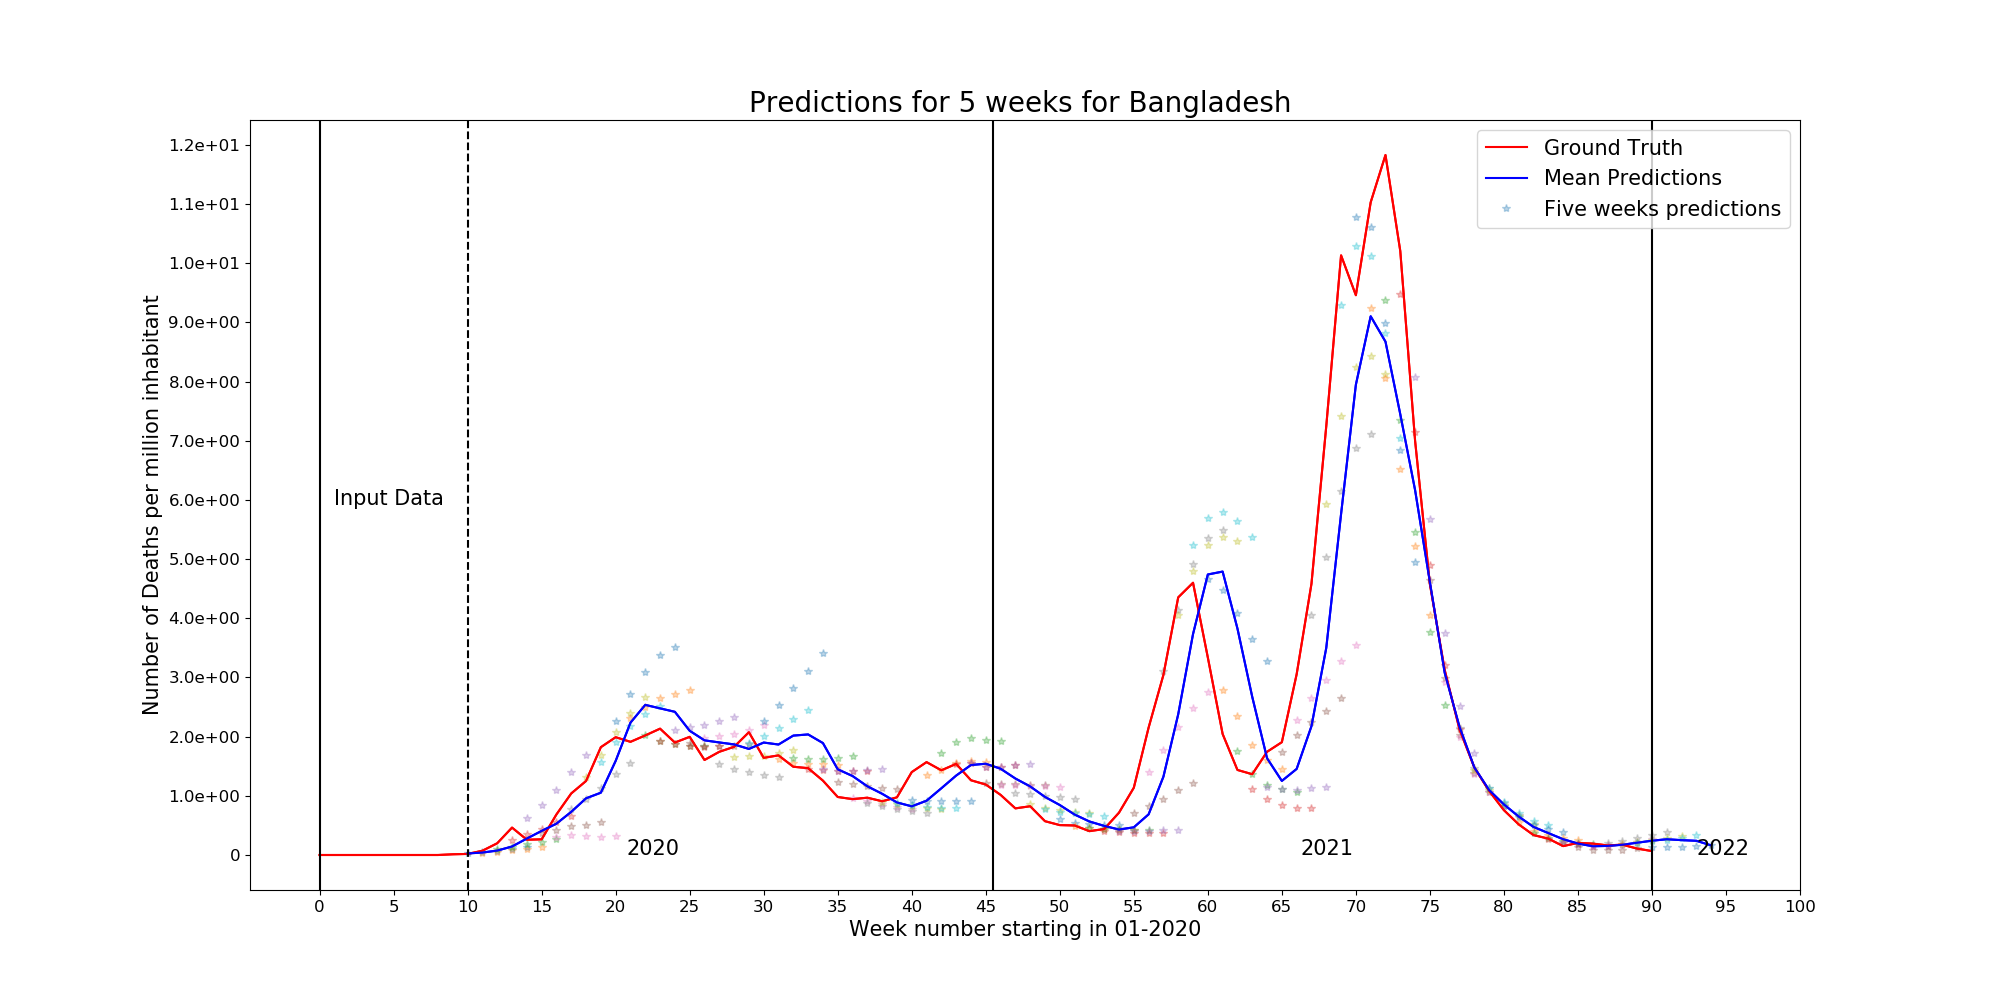 Predictions for 5 weeks for Bangladesh
1.2e+01
1.1e+01
1.0e+01
9.0e+00
8.0e+00
7.0e+00
6.0e+00
5.0e+00
4.0e+00
3.0e+00
2.0e+00
1.0e+00
0
Number of Deaths per million inhabitant
Ground Truth
Mean Predictions
Five weeks predictions
Input Data
2020
2021
2022
0 5 10 15 20 25 30 35 40 45 50 55 60 65 70 75 80 85 90 95 100
Week number starting in 01-2020